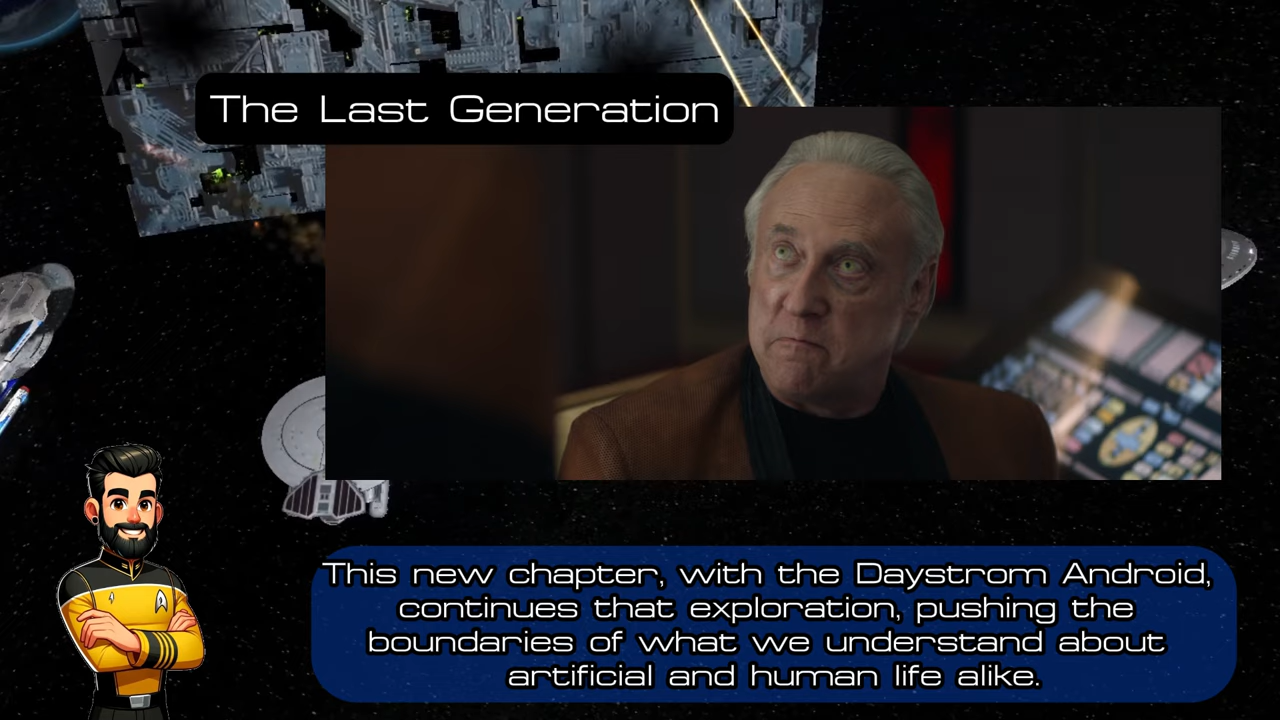 The Last Generation
This new chapter, with the Daystrom Android,
continues that exploration, pushing the
boundaries of what we understand about
artificial and human life alike.